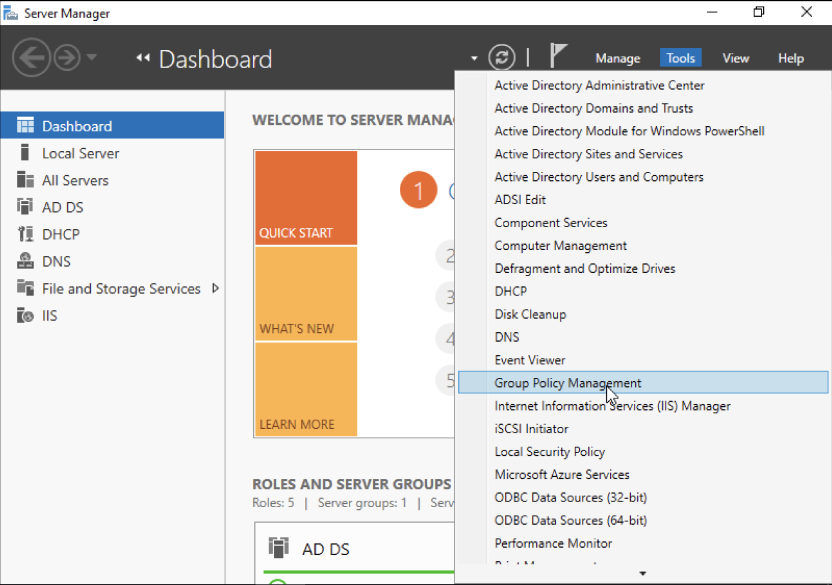 Server Manager
Dashboard
Manage
Tools
View
Help
Dashboard
Local Server
All Servers
AD DS
DHCP
DNS
File and Storage Services
IIS
WELCOME TO SERVER MANA
QUICK START
WHAT'S NEW
LEARN MORE
1
2
3
4
5
ROLES AND SERVER GROUPS
Roles: 5 | Server groups: 1 | Serv
AD DS
Active Directory Administrative Center
Active Directory Domains and Trusts
Active Directory Module for Windows PowerShell
Active Directory Sites and Services
Active Directory Users and Computers
ADSI Edit
Component Services
Computer Management
Defragment and Optimize Drives
DHCP
Disk Cleanup
DNS
Event Viewer
Group Policy Management
Internet Information Services (IIS) Manager
iSCSI Initiator
Local Security Policy
Microsoft Azure Services
ODBC Data Sources (32-bit)
ODBC Data Sources (64-bit)
Performance Monitor